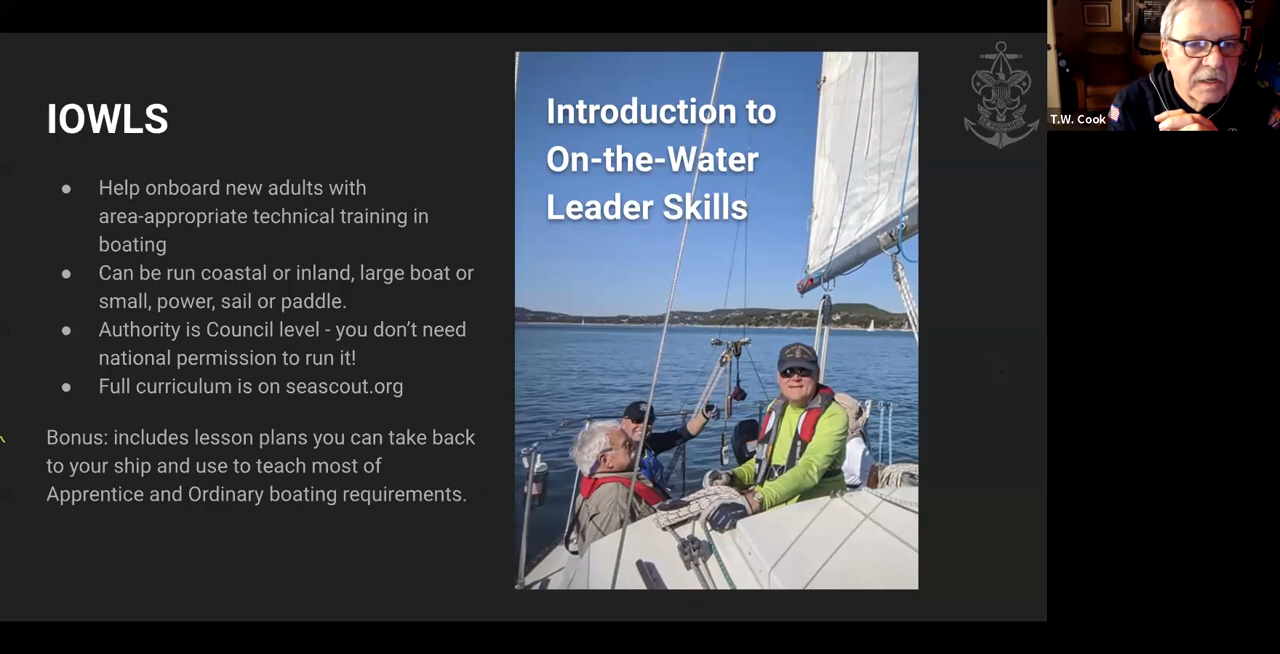 IOWLS
● Help onboard new adults with
area-appropriate technical training in
boating
● Can be run coastal or inland, large boat or
small, power, sail or paddle.
● Authority is Council level - you don't need
national permission to run it!
● Full curriculum is on seascout.org
Bonus: includes lesson plans you can take back
to your ship and use to teach most of
Apprentice and Ordinary boating requirements.
Introduction to
On-the-Water
Leader Skills
BE PREPARED
T.W. Cook